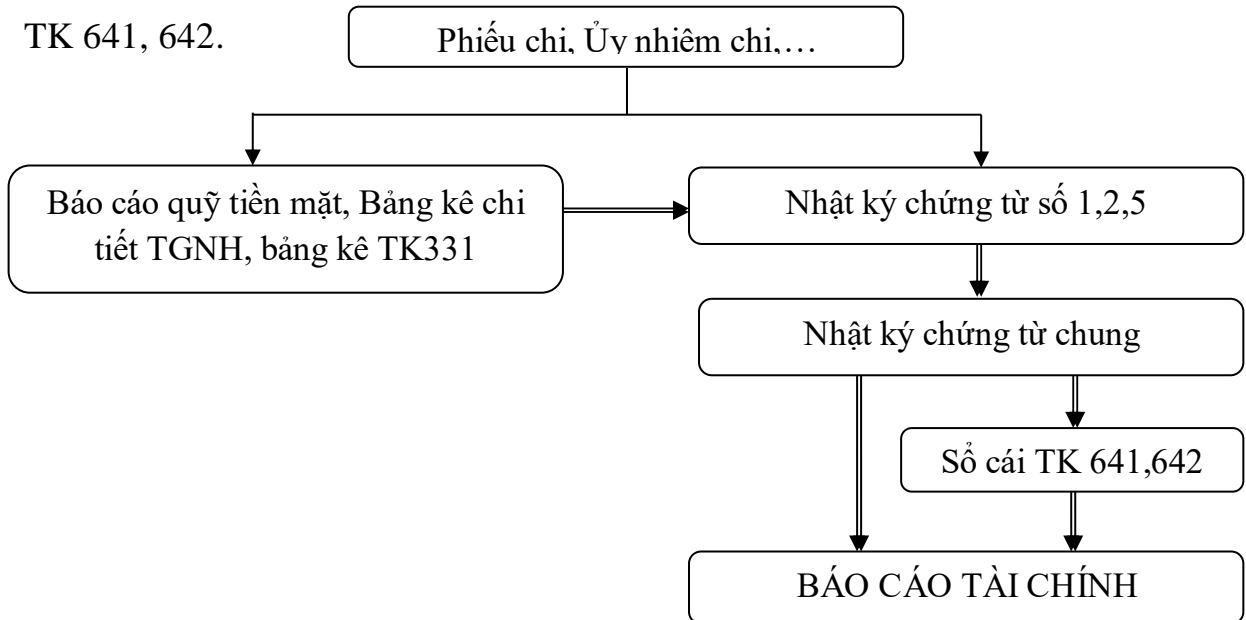 TK 641, 642.
Phiếu chi, Ủy nhiệm chi,…
Báo cáo quỹ tiền mặt, Bảng kê chi
tiết TGNH, bảng kê TK331
Nhật ký chứng từ số 1,2,5
Nhật ký chứng từ chung
Sổ cái TK 641,642
BÁO CÁO TÀI CHÍNH